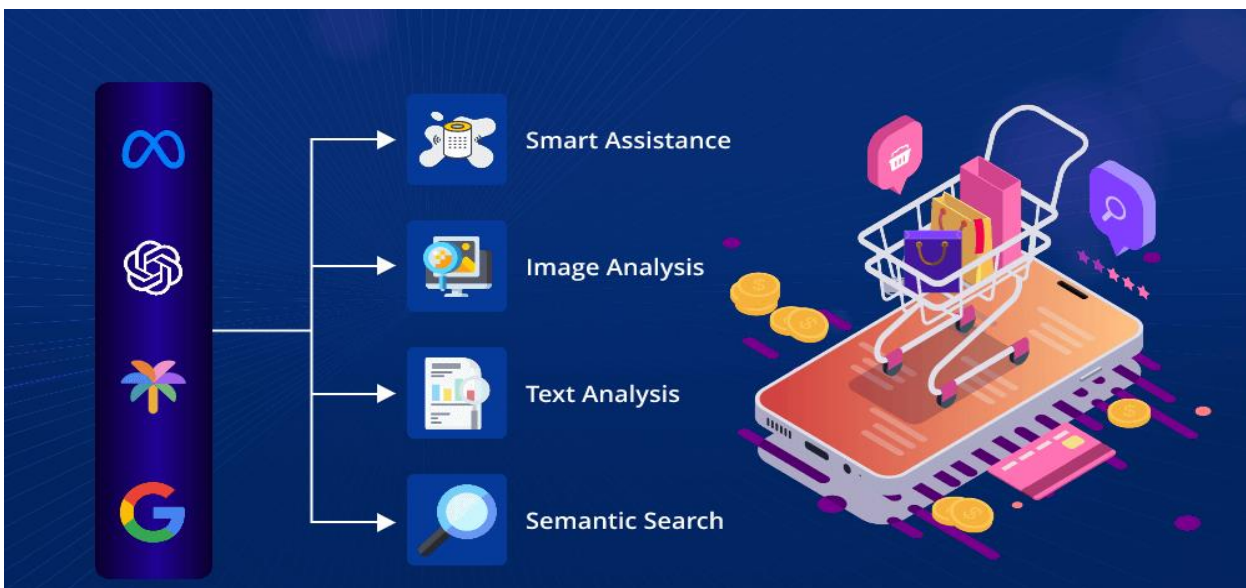 Smart Assistance
Image Analysis
Text Analysis
Semantic Search